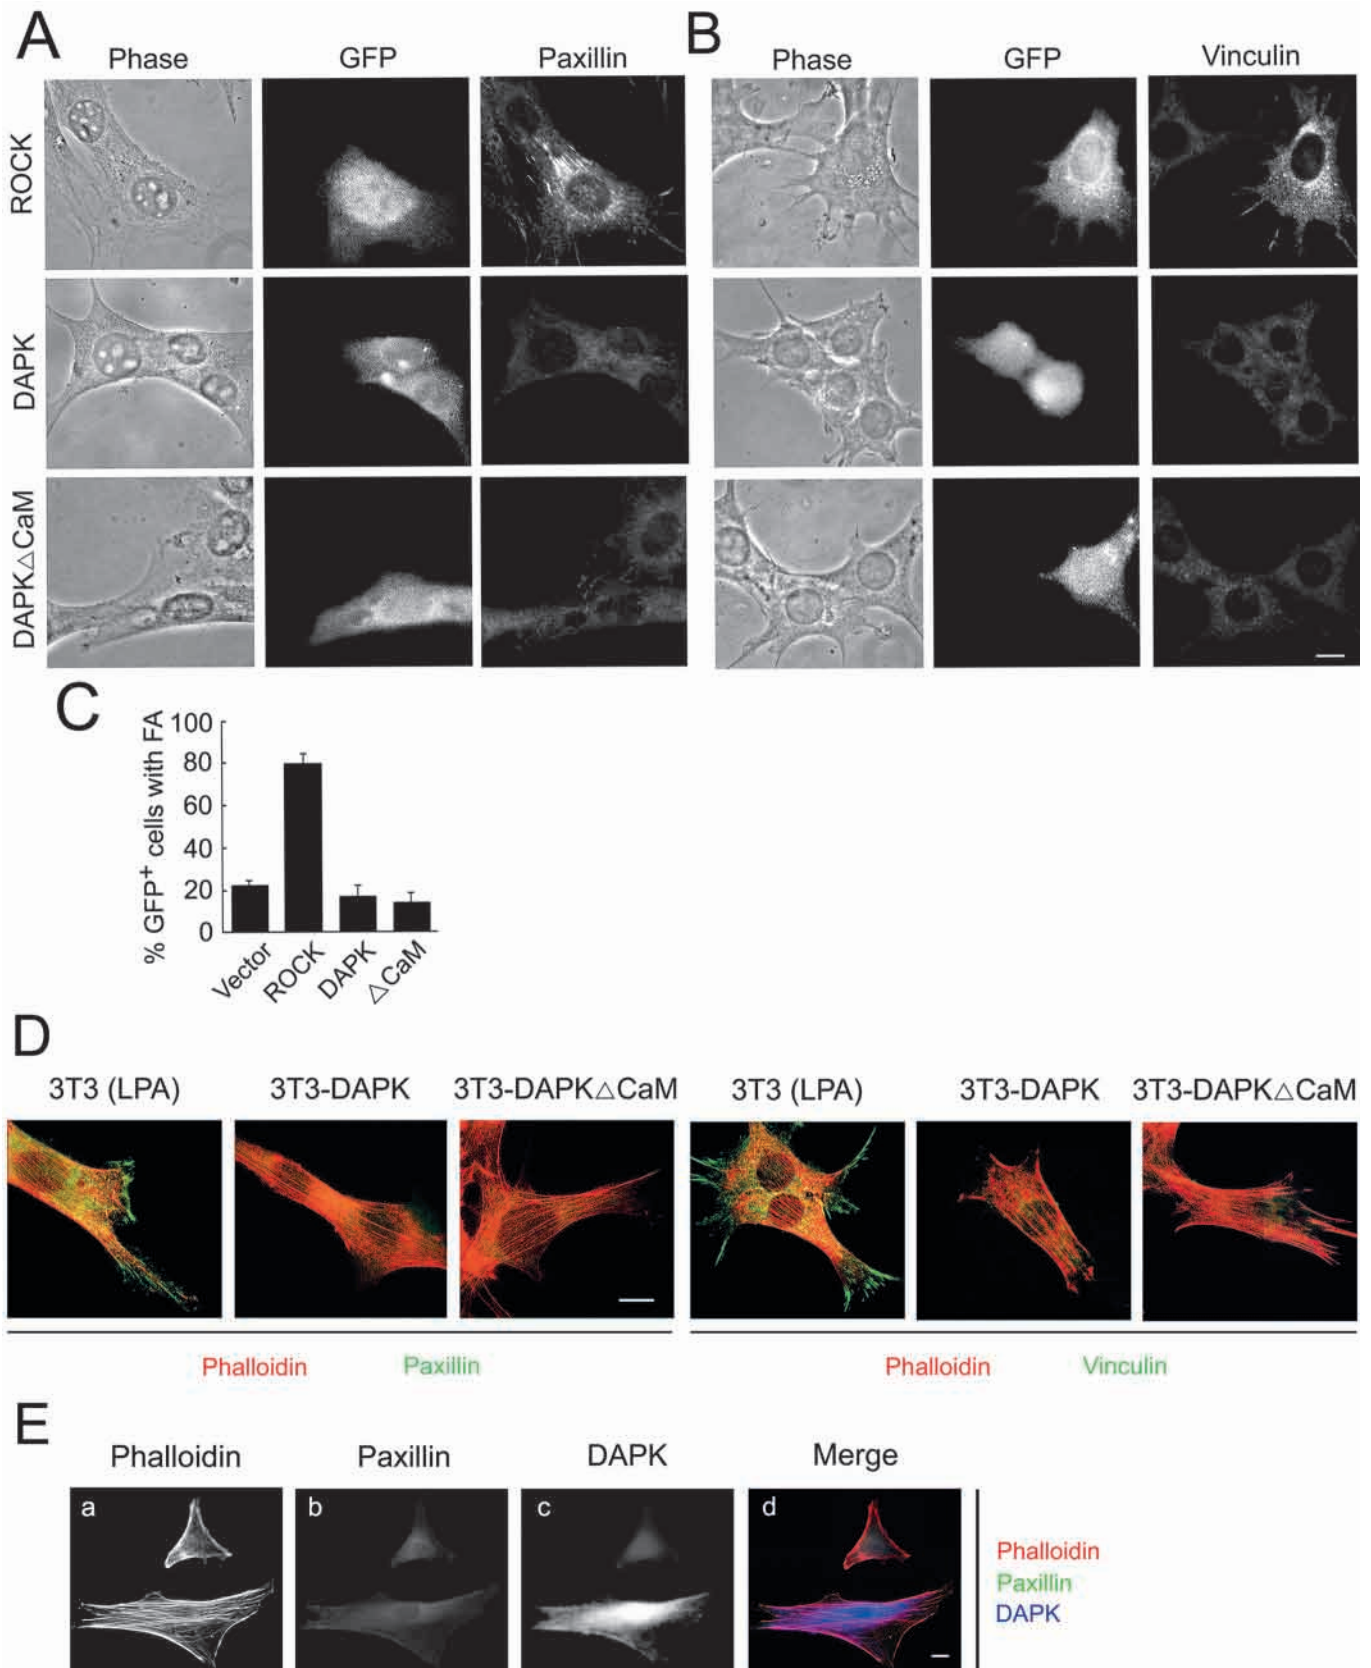 A
Phase GFP Paxillin
ROCK
DAPK
DAPK△CaM
B
Phase GFP Vinculin
C
% GFP+ cells with FA
100
80
60
40
20
0
Vector ROCK DAPK △CaM
D
3T3 (LPA) 3T3-DAPK 3T3-DAPK△CaM 3T3 (LPA) 3T3-DAPK 3T3-DAPK△CaM
Phalloidin Paxillin Phalloidin Vinculin
E
Phalloidin Paxillin DAPK Merge
a b c d
Phalloidin
Paxillin
DAPK